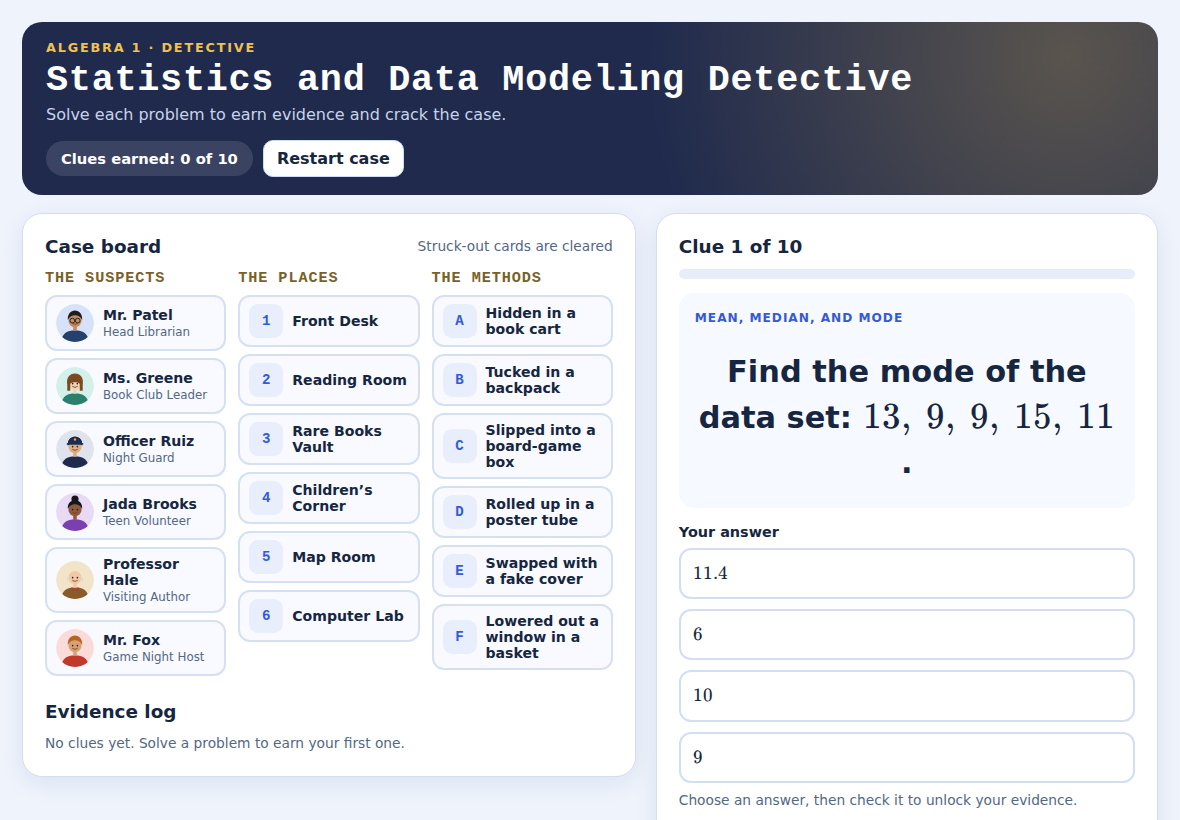 ALGEBRA 1 · DETECTIVE
Statistics and Data Modeling Detective
Solve each problem to earn evidence and crack the case.
Clues earned: 0 of 10
Restart case
Case board
Struck-out cards are cleared
THE SUSPECTS
Mr. Patel
Head Librarian
Ms. Greene
Book Club Leader
Officer Ruiz
Night Guard
Jada Brooks
Teen Volunteer
Professor
Hale
Visiting Author
Mr. Fox
Game Night Host
THE PLACES
1 Front Desk
2 Reading Room
3 Rare Books
Vault
4 Children’s
Corner
5 Map Room
6 Computer Lab
THE METHODS
A Hidden in a
book cart
B Tucked in a
backpack
C Slipped into a
board-game
box
D Rolled up in a
poster tube
E Swapped with
a fake cover
F Lowered out a
window in a
basket
Evidence log
No clues yet. Solve a problem to earn your first one.
Clue 1 of 10
MEAN, MEDIAN, AND MODE
Find the mode of the
data set: 13, 9, 9, 15, 11
.
Your answer
11.4
6
10
9
Choose an answer, then check it to unlock your evidence.